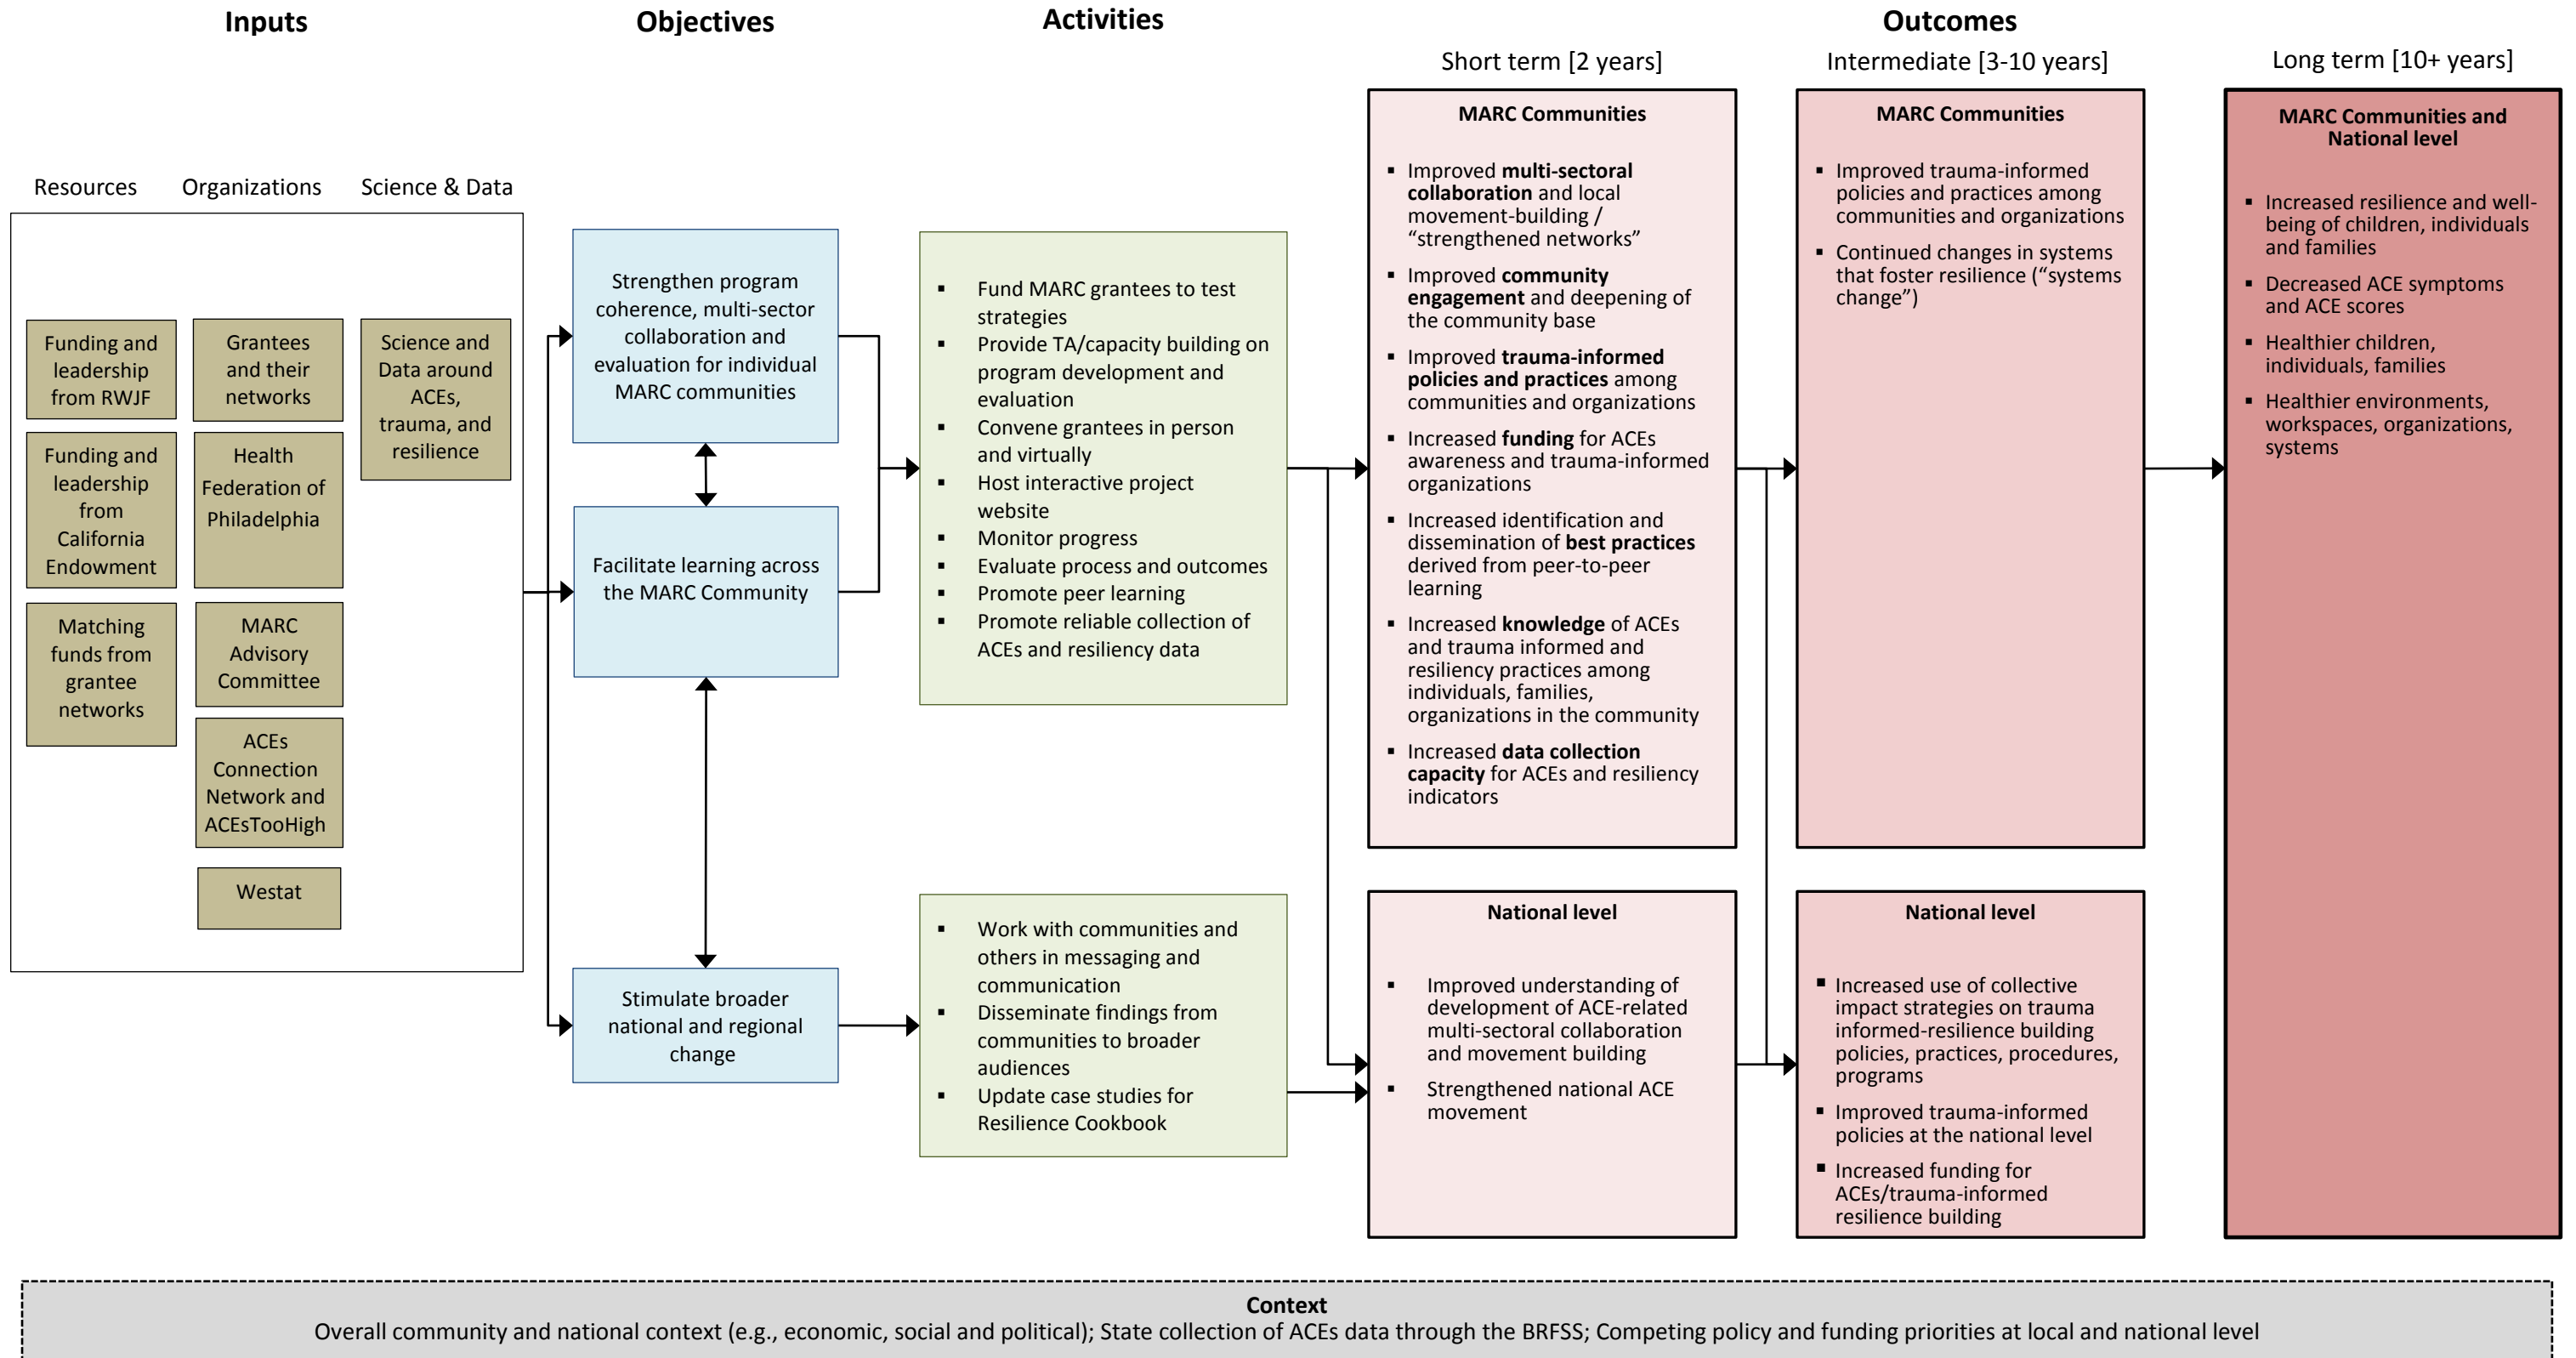 Inputs
Objectives
Activities
Outcomes
Short term [2 years]
Intermediate [3-10 years]
Long term [10+ years]
Resources
Organizations
Science & Data
Funding and
leadership
from RWJF
Funding and
leadership
from
California
Endowment
Matching
funds from
grantee
networks
Grantees
and their
networks
Health
Federation of
Philadelphia
MARC
Advisory
Committee
ACEs
Connection
Network and
ACEsTooHigh
Westat
Science and
Data around
ACEs,
trauma, and
resilience
Strengthen program
coherence, multi-sector
collaboration and
evaluation for individual
MARC communities
Facilitate learning across
the MARC Community
Stimulate broader
national and regional
change
▪ Fund MARC grantees to test
strategies
▪ Provide TA/capacity building on
program development and
evaluation
▪ Convene grantees in person
and virtually
▪ Host interactive project
website
▪ Monitor progress
▪ Evaluate process and outcomes
▪ Promote peer learning
▪ Promote reliable collection of
ACEs and resiliency data
▪ Work with communities and
others in messaging and
communication
▪ Disseminate findings from
communities to broader
audiences
▪ Update case studies for
Resilience Cookbook
MARC Communities
▪ Improved multi-sectoral
collaboration and local
movement-building /
“strengthened networks”
▪ Improved community
engagement and deepening of
the community base
▪ Improved trauma-informed
policies and practices among
communities and organizations
▪ Increased funding for ACEs
awareness and trauma-informed
organizations
▪ Increased identification and
dissemination of best practices
derived from peer-to-peer
learning
▪ Increased knowledge of ACEs
and trauma informed and
resiliency practices among
individuals, families,
organizations in the community
▪ Increased data collection
capacity for ACEs and resiliency
indicators
National level
▪ Improved understanding of
development of ACE-related
multi-sectoral collaboration
and movement building
▪ Strengthened national ACE
movement
MARC Communities
▪ Improved trauma-informed
policies and practices among
communities and organizations
▪ Continued changes in systems
that foster resilience (“systems
change”)
National level
▪ Increased use of collective
impact strategies on trauma
informed-resilience building
policies, practices, procedures,
programs
▪ Improved trauma-informed
policies at the national level
▪ Increased funding for
ACEs/trauma-informed
resilience building
MARC Communities and
National level
▪ Increased resilience and well-
being of children, individuals
and families
▪ Decreased ACE symptoms
and ACE scores
▪ Healthier children,
individuals, families
▪ Healthier environments,
workspaces, organizations,
systems
Context
Overall community and national context (e.g., economic, social and political); State collection of ACEs data through the BRFSS; Competing policy and funding priorities at local and national level